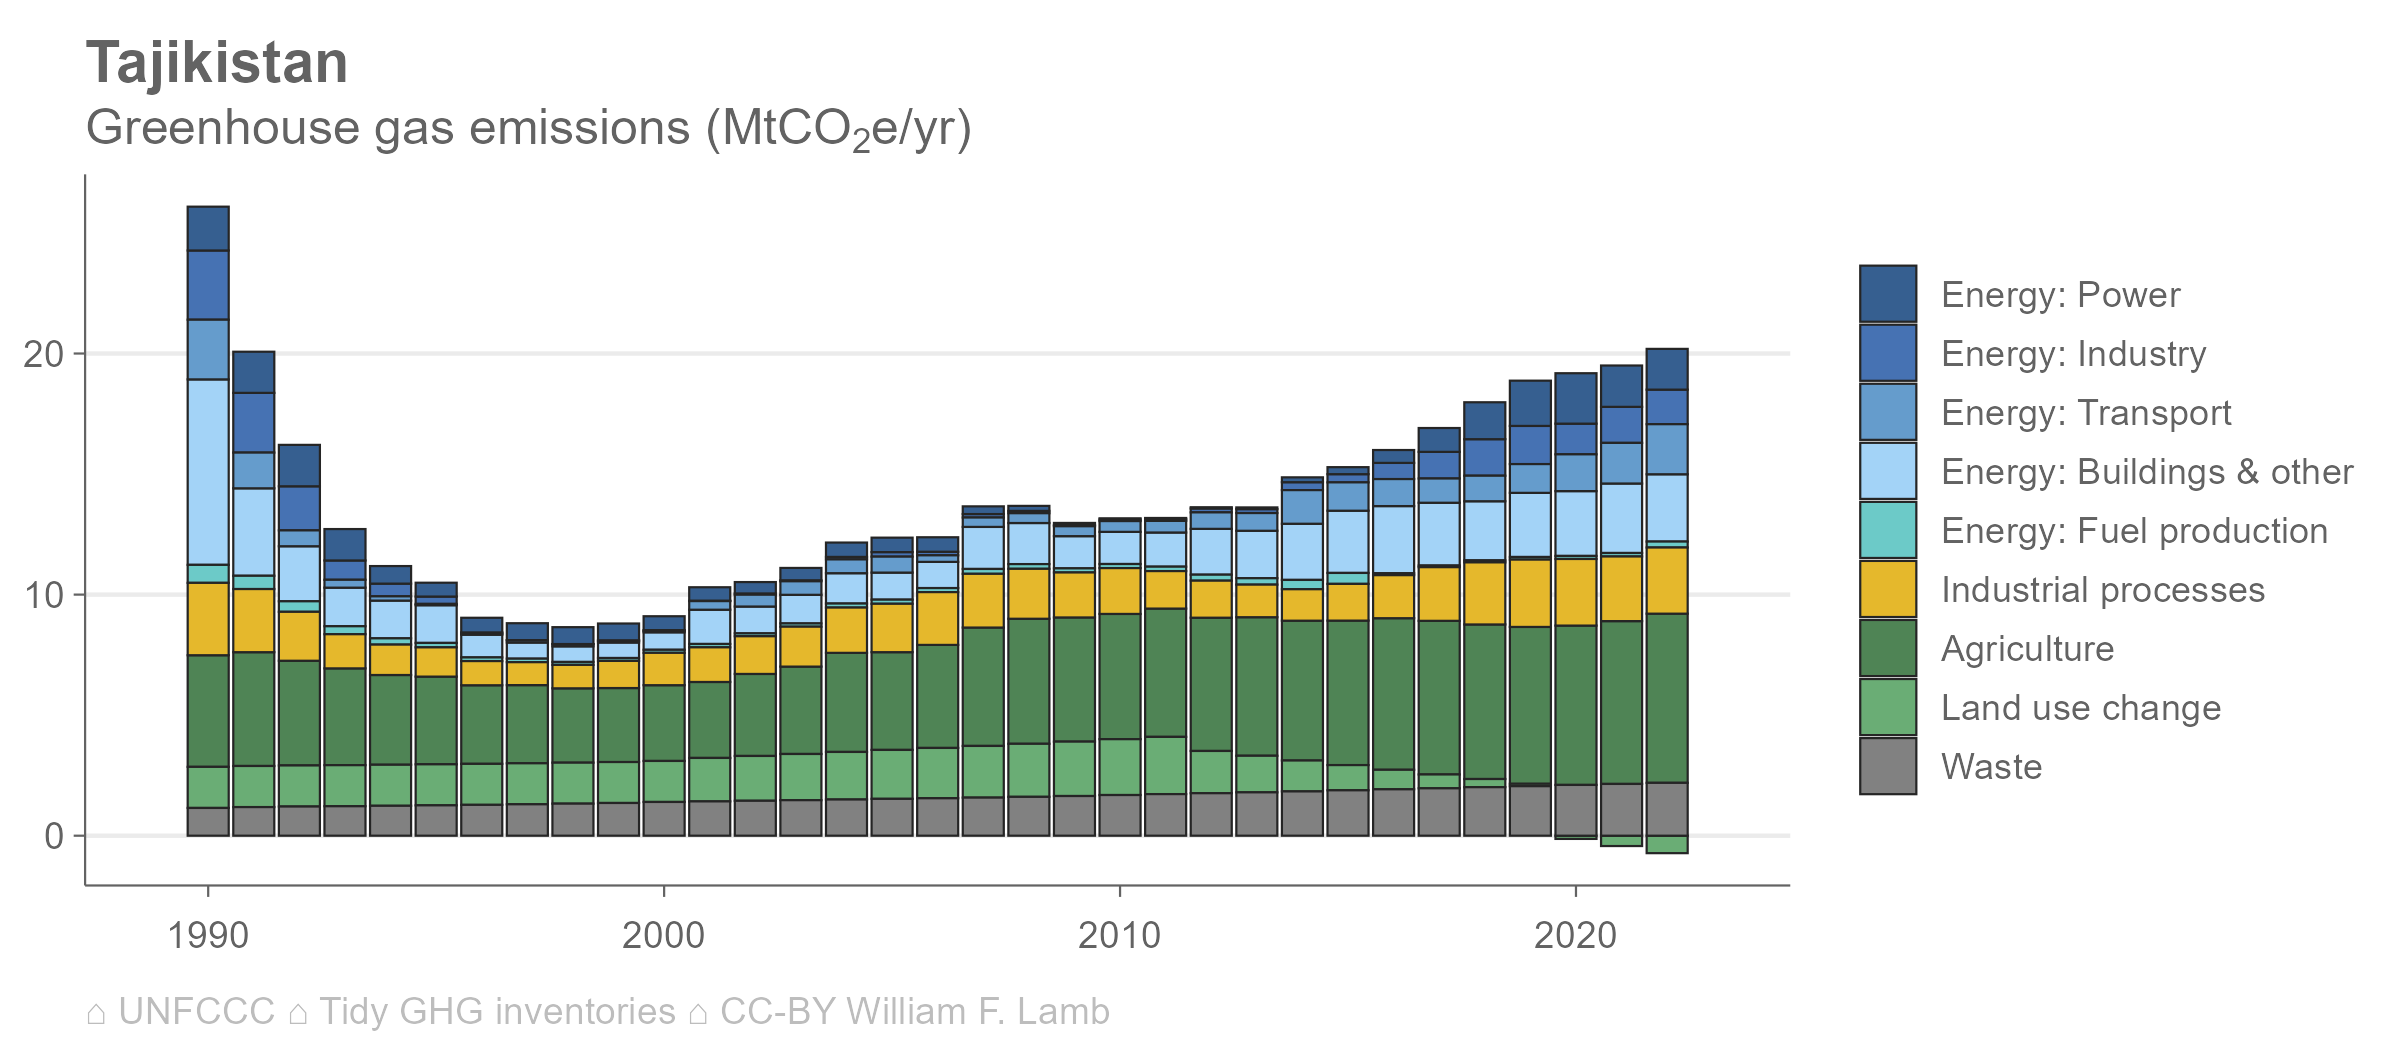 Tajikistan
Greenhouse gas emissions (MtCO₂e/yr)
20
10
0
1990 2000 2010 2020
Energy: Power
Energy: Industry
Energy: Transport
Energy: Buildings & other
Energy: Fuel production
Industrial processes
Agriculture
Land use change
Waste
⌂ UNFCCC ⌂ Tidy GHG inventories ⌂ CC-BY William F. Lamb